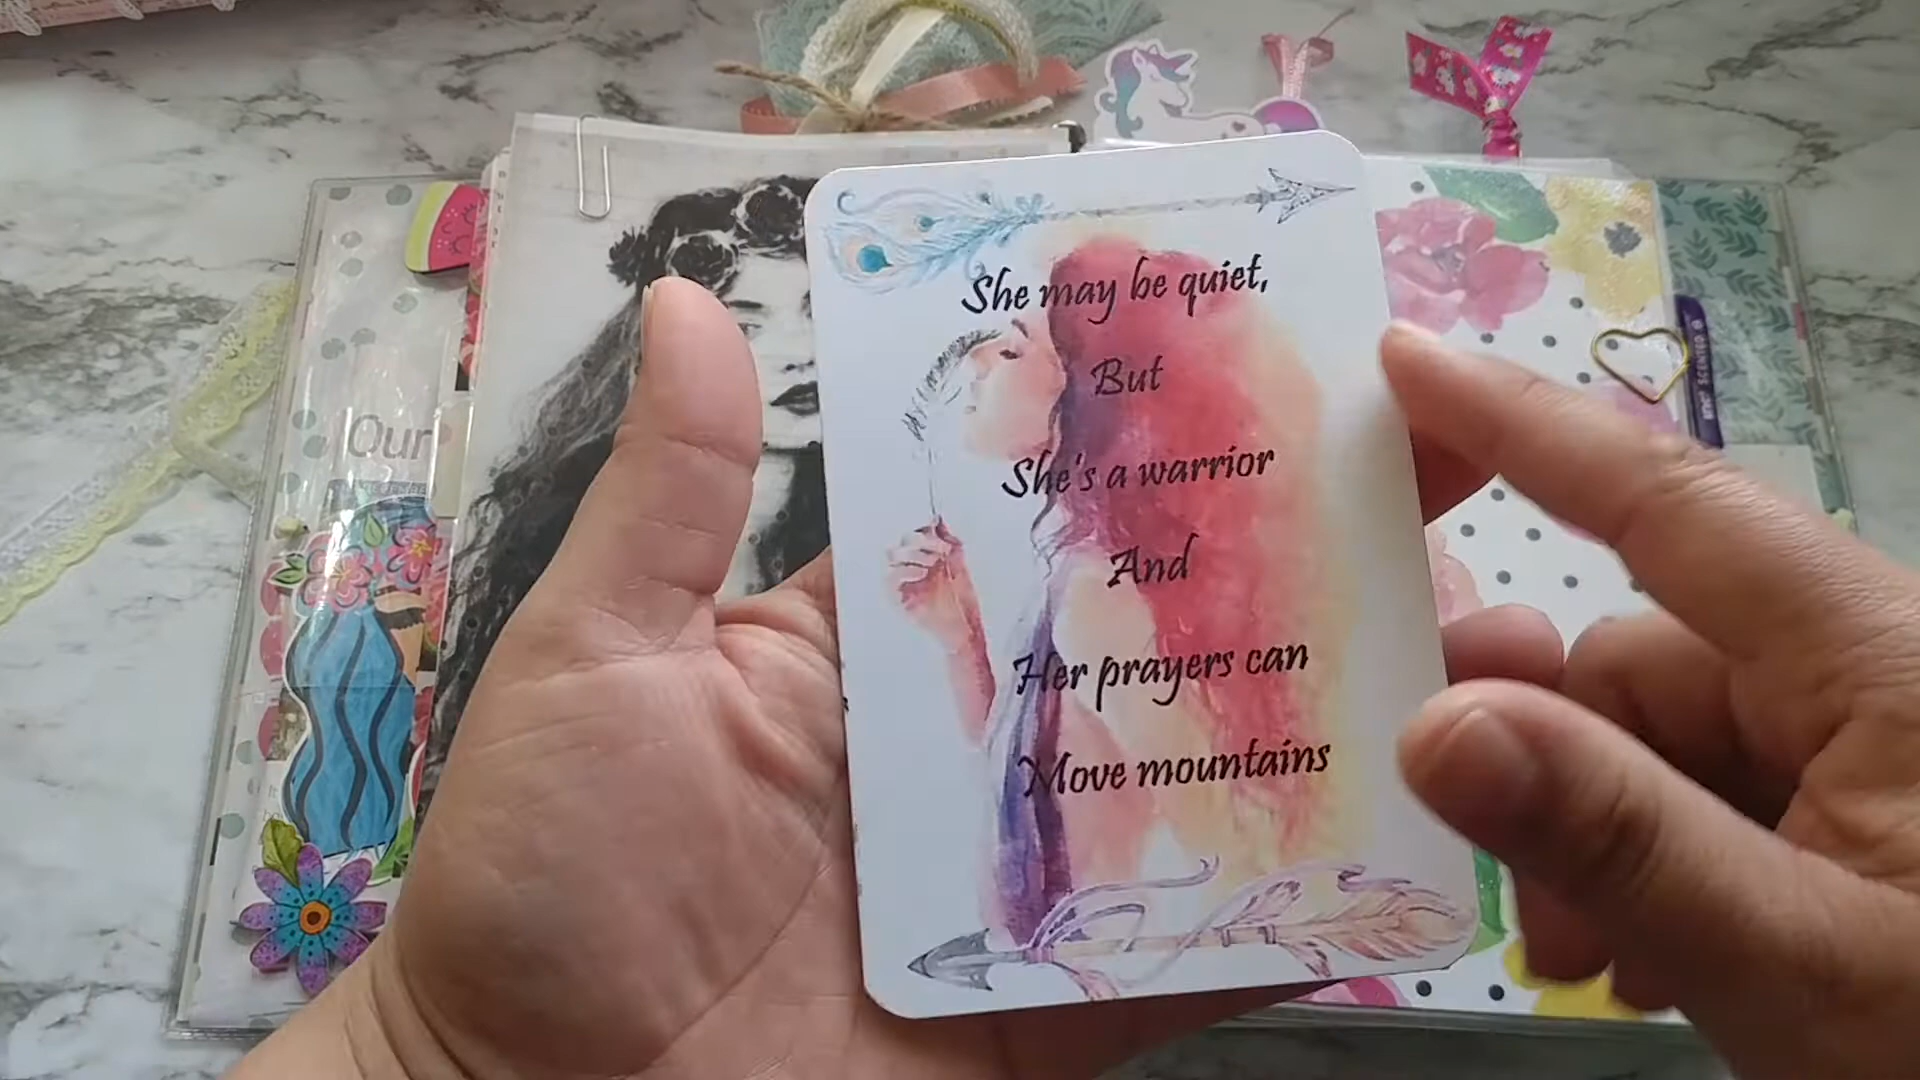 Our
She may be quiet,
But
She's a warrior
And
Her prayers can
Move mountains